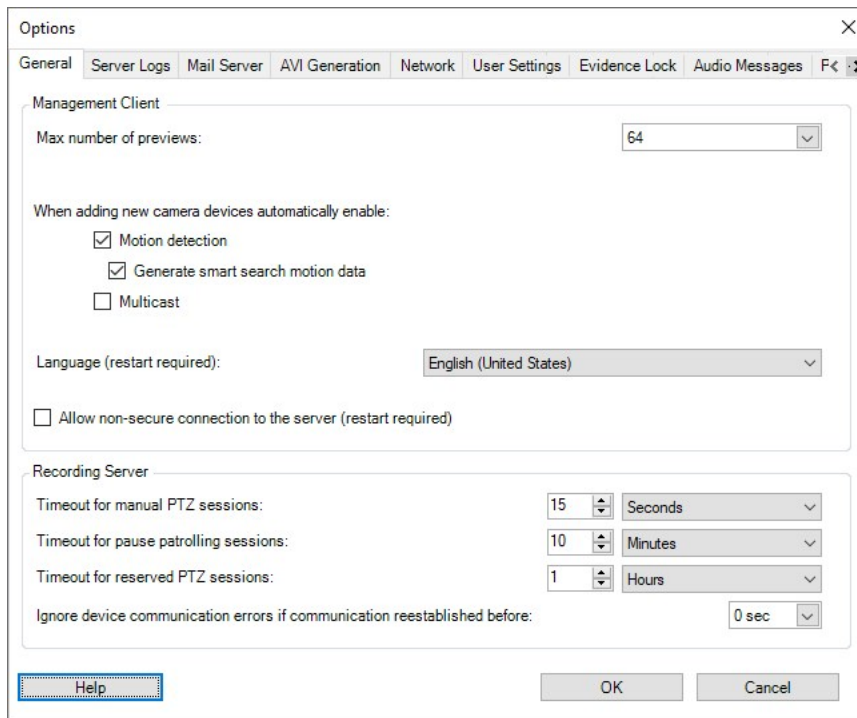 Options
General Server Logs Mail Server AVI Generation Network User Settings Evidence Lock Audio Messages
Management Client
Max number of previews: 64
When adding new camera devices automatically enable:
Motion detection
Generate smart search motion data
Multicast
Language (restart required): English (United States)
Allow non-secure connection to the server (restart required)
Recording Server
Timeout for manual PTZ sessions: 15 Seconds
Timeout for pause patrolling sessions: 10 Minutes
Timeout for reserved PTZ sessions: 1 Hours
Ignore device communication errors if communication reestablished before: 0 sec
Help OK Cancel